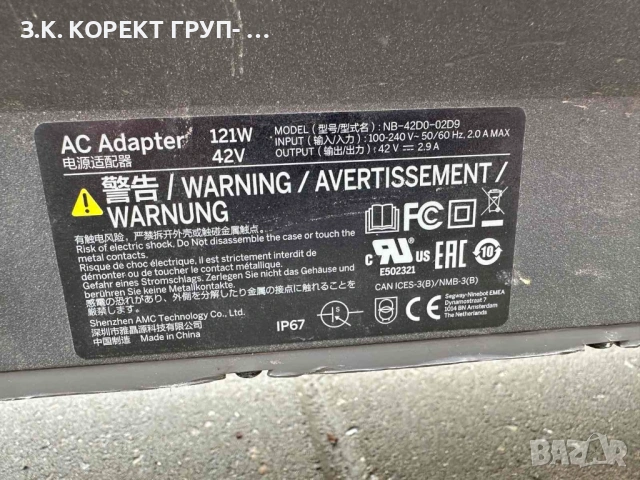 З.К. КОРЕКТ ГРУП- ...
AC Adapter 121W
电源适配器 42V
MODEL (型号/型式名): NB-42D0-02D9
INPUT (输入/入力): 100-240 V~ 50/60 Hz, 2.0 A MAX
OUTPUT (输出/出力): 42 V ⎓ 2.9 A
警告 / WARNING / AVERTISSEMENT /
WARNUNG
有触电风险，严禁拆开外壳或触碰金属触点。
Risk of electric shock. Do not disassemble the case or touch the
metal contacts.
Risque de choc électrique, il est strictement interdit de
démonter ou de toucher le contact métallique.
Gefahr eines Stromschlags, Zerlegen Sie nicht das Gehäuse und
berühren Sie keine Metallkontakte.
感電の恐れがあり、外側を分解したり金属の接点に触れることを
厳禁します。
Shenzhen AMC Technology Co., Ltd.
深圳市雅晶源科技有限公司
中国制造 Made in China
IP67
FC
c UL US EAC 10
E502321
CAN ICES-3(B)/NMB-3(B)
CE
Segway-Ninebot EMEA
Dynamostraat 7
1014 BN Amsterdam
The Netherlands
BAZAR